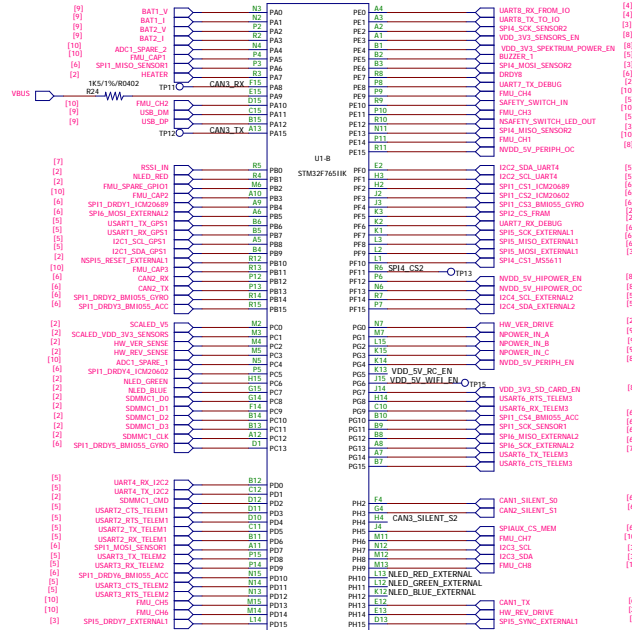 [9] BAT1_V N3 PA0
[9] BAT1_I N2 PA1
[9] BAT2_V P2 PA2
[9] BAT2_I R2 PA3
[10] ADC1_SPARE_2 N4 PA4
[10] FMU_CAP1 P4 PA5
[6] SPI1_MISO_SENSOR1 P3 PA6
[2] HEATER R3 PA7
TP11 CAN3_RX F15 PA8
VBUS R24 1K5/1%/R0402 E15 PA9
[10] FMU_CH2 D15 PA10
[9] USB_DM C15 PA11
[9] USB_DP B15 PA12
TP12 CAN3_TX A13 PA15
U1-B
STM32F765IIK
[7] RSSI_IN R5 PB0
[2] NLED_RED R4 PB1
[2] FMU_SPARE_GPIO1 M6 PB2
[10] FMU_CAP2 A10 PB3
[6] SPI1_DRDY1_ICM20689 A9 PB4
[6] SPI6_MOSI_EXTERNAL2 A6 PB5
[5] USART1_TX_GPS1 B6 PB6
[5] USART1_RX_GPS1 B5 PB7
[5] I2C1_SCL_GPS1 A5 PB8
[5] I2C1_SDA_GPS1 B4 PB9
[2] NSPI5_RESET_EXTERNAL1 R12 PB10
[10] FMU_CAP3 R13 PB11
[6] CAN2_RX P12 PB12
[6] CAN2_TX P13 PB13
[6] SPI1_DRDY2_BMI055_GYRO R14 PB14
[6] SPI1_DRDY3_BMI055_ACC R15 PB15
[2] SCALED_V5 M2 PC0
[2] SCALED_VDD_3V3_SENSORS M3 PC1
[2] HW_VER_SENSE M4 PC2
[2] HW_REV_SENSE M5 PC3
[10] ADC1_SPARE_1 N5 PC4
[6] SPI1_DRDY4_ICM20602 P5 PC5
[2] NLED_GREEN H15 PC6
[2] NLED_BLUE G15 PC7
[2] SDMMC1_D0 G14 PC8
[2] SDMMC1_D1 F14 PC9
[2] SDMMC1_D2 B14 PC10
[2] SDMMC1_D3 B13 PC11
[2] SDMMC1_CLK A12 PC12
[6] SPI1_DRDY5_BMI055_GYRO D1 PC13
[5] UART4_RX_I2C2 B12 PD0
[5] UART4_TX_I2C2 C12 PD1
[2] SDMMC1_CMD D12 PD2
[5] USART2_CTS_TELEM1 D11 PD3
[5] USART2_RTS_TELEM1 D10 PD4
[5] USART2_TX_TELEM1 C11 PD5
[5] USART2_RX_TELEM1 B11 PD6
[6] SPI1_MOSI_SENSOR1 A11 PD7
[5] USART3_TX_TELEM2 P15 PD8
[5] USART3_RX_TELEM2 P14 PD9
[6] SPI1_DRDY6_BMI055_ACC N15 PD10
[5] USART3_CTS_TELEM2 N14 PD11
[5] USART3_RTS_TELEM2 N13 PD12
[10] FMU_CH5 M15 PD13
[10] FMU_CH6 M14 PD14
[3] SPI5_DRDY7_EXTERNAL1 L14 PD15
PE0 A4 UART8_RX_FROM_IO
PE1 A3 UART8_TX_TO_IO
PE2 A2 SPI4_SCK_SENSOR2
PE3 A1 VDD_3V3_SENSORS_EN
PE4 B1 VDD_3V3_SPEKTRUM_POWER_EN
PE5 B2 BUZZER_1
PE6 B3 SPI4_MOSI_SENSOR2
PE7 R8 DRDY8
PE8 P8 UART7_TX_DEBUG
PE9 P9 FMU_CH4
PE10 R9 SAFETY_SWITCH_IN
PE11 P10 FMU_CH3
PE12 R10 NSAFETY_SWITCH_LED_OUT
PE13 N11 SPI4_MISO_SENSOR2
PE14 P11 FMU_CH1
PE15 R11 NVDD_5V_PERIPH_OC
PF0 E2 I2C2_SDA_UART4
PF1 H3 I2C2_SCL_UART4
PF2 H2 SPI1_CS1_ICM20689
PF3 J2 SPI1_CS2_ICM20602
PF4 J3 SPI1_CS3_BMI055_GYRO
PF5 K3 SPI2_CS_FRAM
PF6 K2 UART7_RX_DEBUG
PF7 K1 SPI5_SCK_EXTERNAL1
PF8 L3 SPI5_MISO_EXTERNAL1
PF9 L2 SPI5_MOSI_EXTERNAL1
PF10 L1 SPI4_CS1_MS5611
PF11 R6 SPI4_CS2 TP13
PF12 P6 NVDD_5V_HIPOWER_EN
PF13 N6 NVDD_5V_HIPOWER_OC
PF14 R7 I2C4_SCL_EXTERNAL2
PF15 P7 I2C4_SDA_EXTERNAL2
PG0 N7 HW_VER_DRIVE
PG1 M7 NPOWER_IN_A
PG2 L15 NPOWER_IN_B
PG3 K15 NPOWER_IN_C
PG4 K14 NVDD_5V_PERIPH_EN
PG5 K13 VDD_5V_RC_EN
PG6 J15 VDD_5V_WIFI_EN TP15
PG7 J14 VDD_3V3_SD_CARD_EN
PG8 H14 USART6_RTS_TELEM3
PG9 C10 USART6_RX_TELEM3
PG10 B10 SPI1_CS4_BMI055_ACC
PG11 B9 SPI1_SCK_SENSOR1
PG12 B8 SPI6_MISO_EXTERNAL2
PG13 A8 SPI6_SCK_EXTERNAL2
PG14 A7 USART6_TX_TELEM3
PG15 B7 USART6_CTS_TELEM3
PH2 F4 CAN1_SILENT_S0
PH3 G4 CAN2_SILENT_S1
PH4 H4 CAN3_SILENT_S2
PH5 J4 SPIAUX_CS_MEM
PH6 M11 FMU_CH7
PH7 N12 I2C3_SCL
PH8 M12 I2C3_SDA
PH9 M13 FMU_CH8
PH10 L13 NLED_RED_EXTERNAL
PH11 L12 NLED_GREEN_EXTERNAL
PH12 K12 NLED_BLUE_EXTERNAL
PH13 E12 CAN1_TX
PH14 E13 HW_REV_DRIVE
PH15 D13 SPI5_SYNC_EXTERNAL1